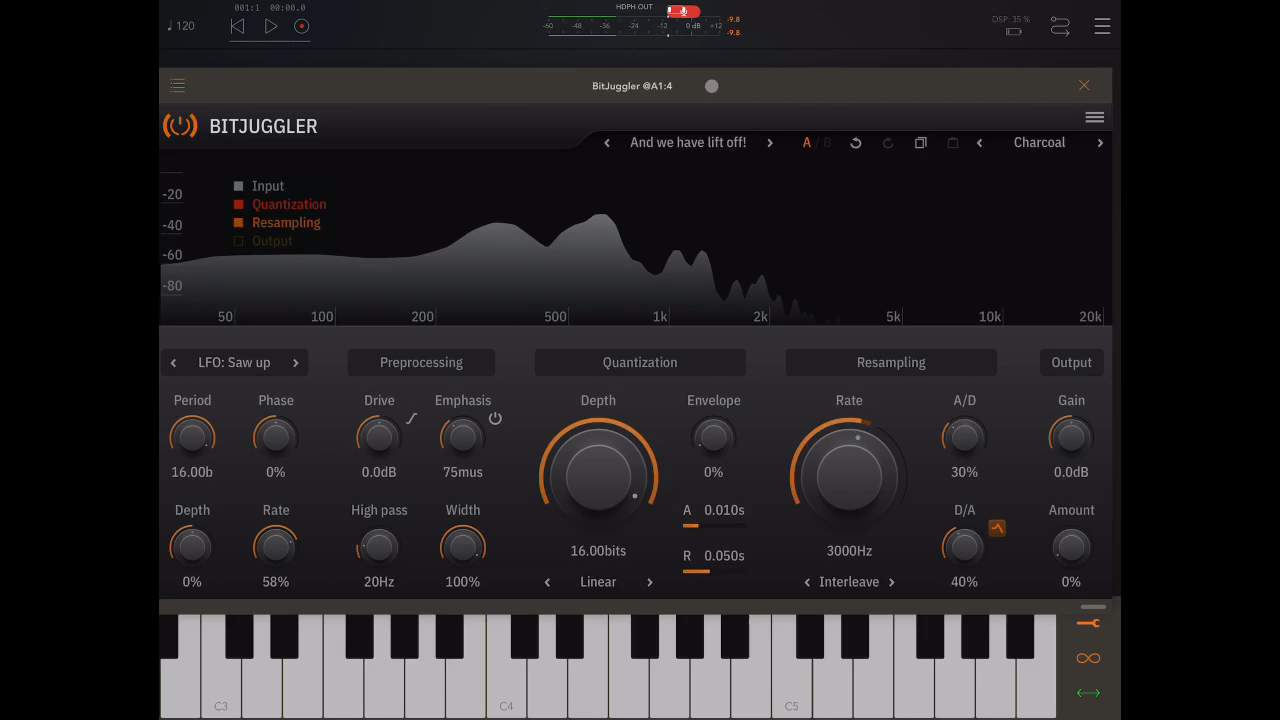 ♩ 120
001:1 00:00.0
HDPH OUT
-60 -48 -36 -24 -12 0 dB +12
-9.8
-9.8
DSP: 35 %
BitJuggler @A1:4
BITJUGGLER
And we have lift off!
A / B
Charcoal
Input
Quantization
Resampling
Output
-20
-40
-60
-80
50 100 200 500 1k 2k 5k 10k 20k
LFO: Saw up
Preprocessing
Quantization
Resampling
Output
Period Phase Drive Emphasis Depth Envelope Rate A/D Gain
16.00b 0% 0.0dB 75mus 0% 30% 0.0dB
Depth Rate High pass Width A 0.010s D/A Amount
16.00bits R 0.050s 3000Hz
0% 58% 20Hz 100% Linear Interleave 40% 0%
C3 C4 C5